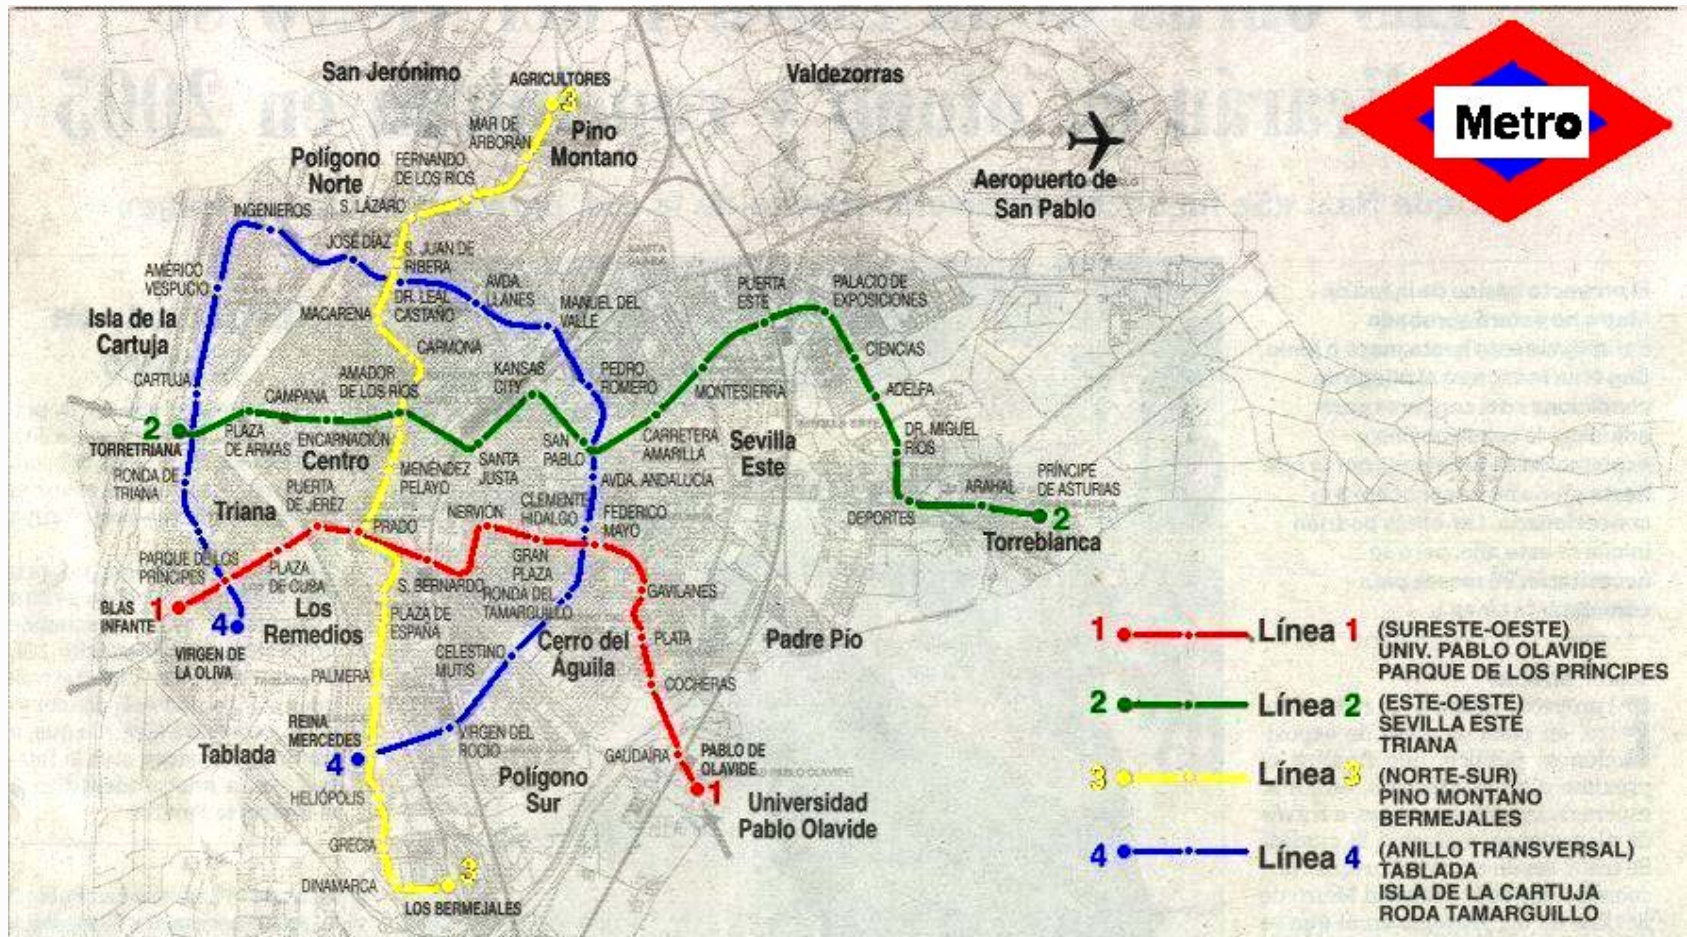 San Jerónimo
AGRICULTORES
3
Valdezorras
Metro
MAR DE
ARBORÁN
Pino
Montano
Polígono
Norte
FERNANDO
DE LOS RÍOS
S. LÁZARO
Aeropuerto de
San Pablo
INGENIEROS
JOSÉ DÍAZ
S. JUAN DE
RIBERA
AMÉRICO
VESPUCIO
AVDA.
LLANES
PUERTA
ESTE
PALACIO DE
EXPOSICIONES
DR. LEAL
CASTAÑO
MANUEL DEL
VALLE
MACARENA
Isla de la
Cartuja
CARMONA
CIENCIAS
CARTUJA
AMADOR
DE LOS RIOS
KANSAS
CITY
PEDRO
ROMERO
CAMPANA
MONTESIERRA
ADELFA
2
TORRETRIANA
PLAZA
DE ARMAS
ENCARNACIÓN
Centro
SAN
PABLO
CARRETERA
AMARILLA
Sevilla
Este
DR. MIGUEL
RÍOS
RONDA DE
TRIANA
MENÉNDEZ
PELAYO
SANTA
JUSTA
AVDA. ANDALUCÍA
PRÍNCIPE
DE ASTURIAS
PUERTA
DE JEREZ
ARAHAL
Triana
NERVION
CLEMENTE
HIDALGO
FEDERICO
MAYO
DEPORTES
2
Torreblanca
PRADO
PARQUE DE LOS
PRÍNCIPES
PLAZA
DE CUBA
GRAN
PLAZA
S. BERNARDO
GAVILANES
BLAS
INFANTE
1
4
Los
Remedios
PLAZA DE
ESPAÑA
RONDA DEL
TAMARGUILLO
Cerro del
Águila
PLATA
Padre Pío
VIRGEN DE
LA OLIVA
CELESTINO
MUTIS
PALMERA
COCHERAS
REINA
MERCEDES
Tablada
4
VIRGEN DEL
ROCIO
GAUDAÍRA
PABLO DE
OLAVIDE
1
HELIÓPOLIS
Polígono
Sur
Universidad
Pablo Olavide
GRECIA
3
DINAMARCA
LOS BERMEJALES
1 Línea 1 (SURESTE-OESTE)
UNIV. PABLO OLAVIDE
PARQUE DE LOS PRÍNCIPES
2 Línea 2 (ESTE-OESTE)
SEVILLA ESTE
TRIANA
3 Línea 3 (NORTE-SUR)
PINO MONTANO
BERMEJALES
4 Línea 4 (ANILLO TRANSVERSAL)
TABLADA
ISLA DE LA CARTUJA
RODA TAMARGUILLO